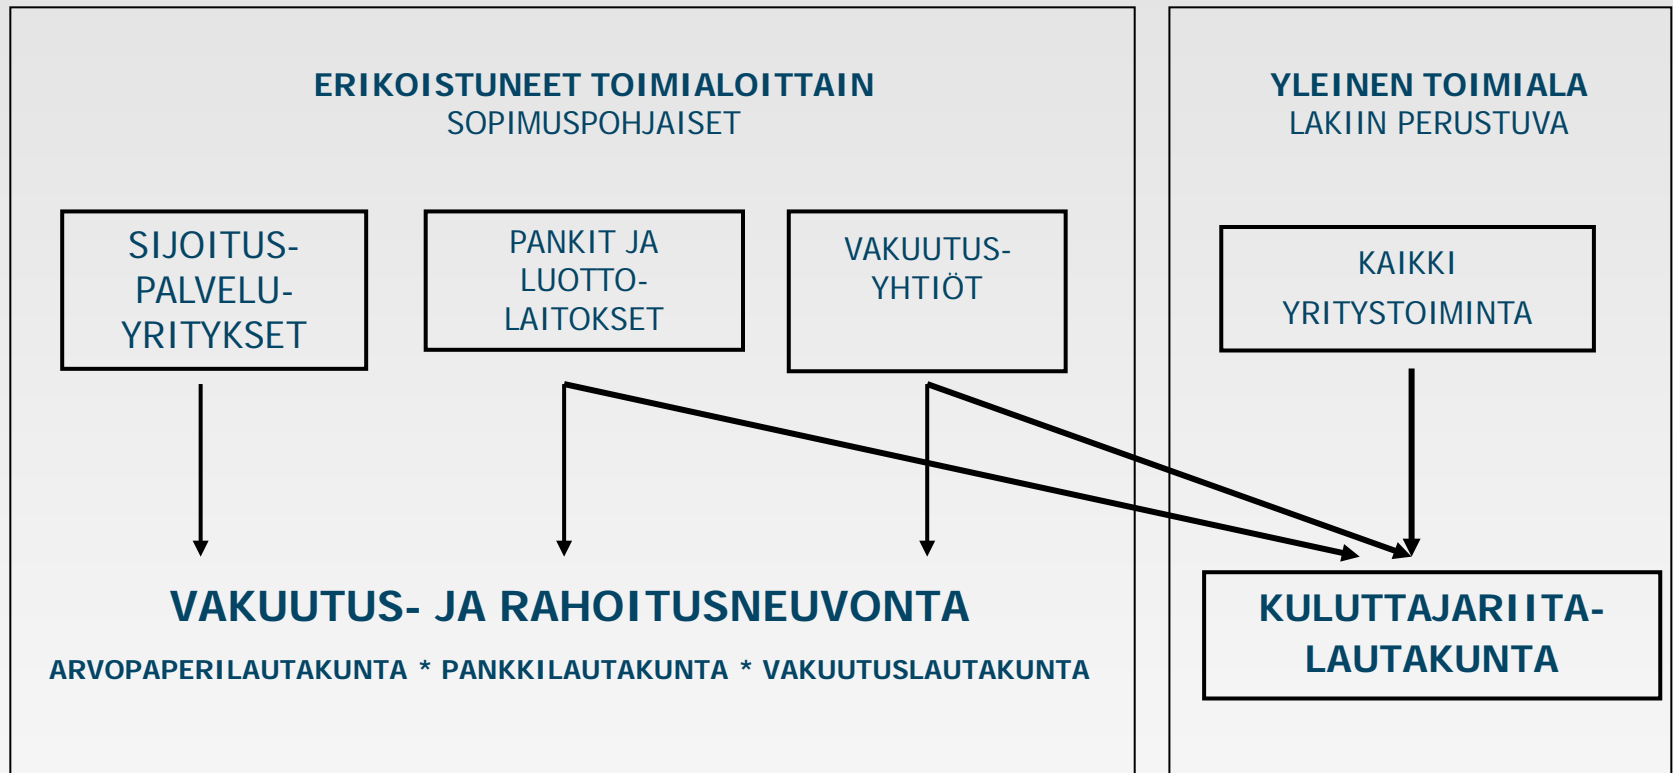 ERIKOISTUNEET TOIMIALOITTAIN
SOPIMUSPOHJAISET
SIJOITUS-
PALVELU-
YRITYKSET
PANKIT JA
LUOTTO-
LAITOKSET
VAKUUTUS-
YHTIÖT
VAKUUTUS- JA RAHOITUSNEUVONTA
ARVOPAPERILAUTAKUNTA * PANKKILAUTAKUNTA * VAKUUTUSLAUTAKUNTA
YLEINEN TOIMIALA
LAKIIN PERUSTUVA
KAIKKI
YRITYSTOIMINTA
KULUTTAJARIITA-
LAUTAKUNTA